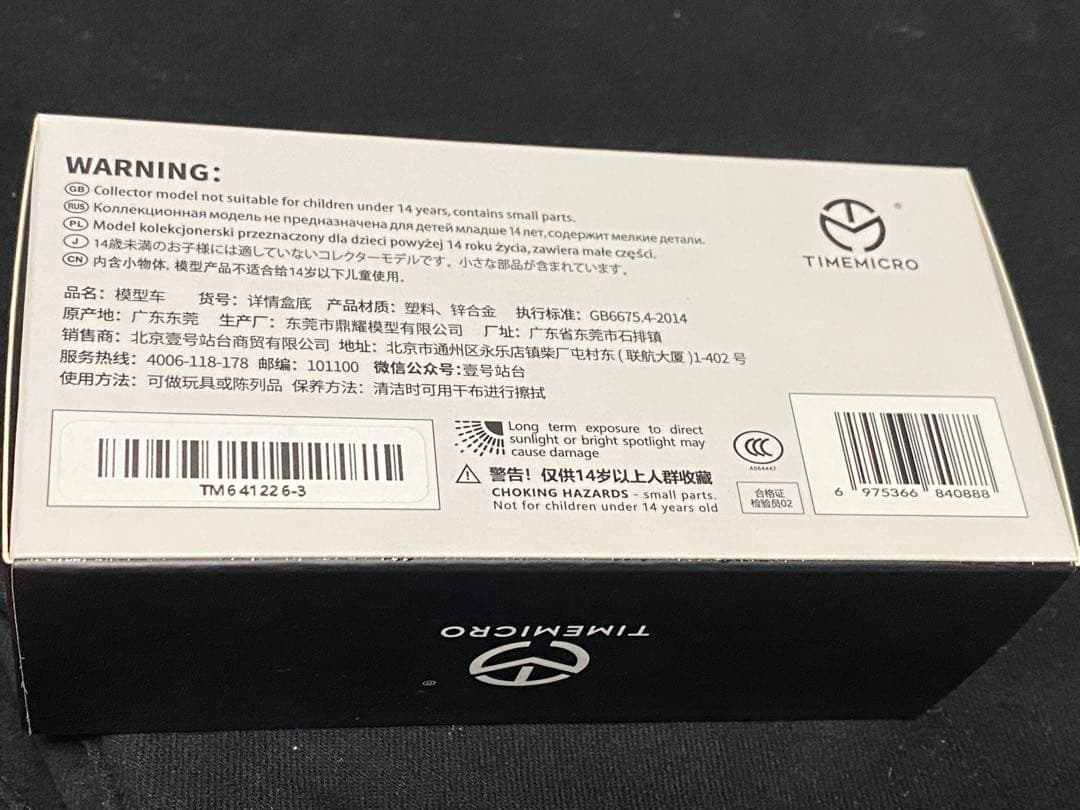 WARNING:
GB Collector model not suitable for children under 14 years, contains small parts.
RUS Коллекционная модель не предназначена для детей младше 14 лет, содержит мелкие детали.
PL Model kolekcjonerski przeznaczony dla dzieci powyżej 14 roku życia, zawiera małe części.
J 14歳未満のお子様には適していないコレクターモデルです。小さな部品が含まれています。
CN 内含小物体, 模型产品不适合给14岁以下儿童使用.
®
TIMEMICRO
品名：模型车 货号：详情盒底 产品材质：塑料、锌合金 执行标准：GB6675.4-2014
原产地：广东东莞 生产厂：东莞市鼎耀模型有限公司 厂址：广东省东莞市石排镇
销售商：北京壹号站台商贸有限公司 地址：北京市通州区永乐店镇柴厂屯村东(联航大厦)1-402号
服务热线：4006-118-178 邮编：101100 微信公众号:壹号站台
使用方法：可做玩具或陈列品 保养方法：清洁时可用干布进行擦拭
TM641226-3
Long term exposure to direct
sunlight or bright spotlight may
cause damage
警告！仅供14岁以上人群收藏
CHOKING HAZARDS - small parts.
Not for children under 14 years old
CCC
A064447
合格证
检验员02
6 975366 840888
TIMEMICRO
®